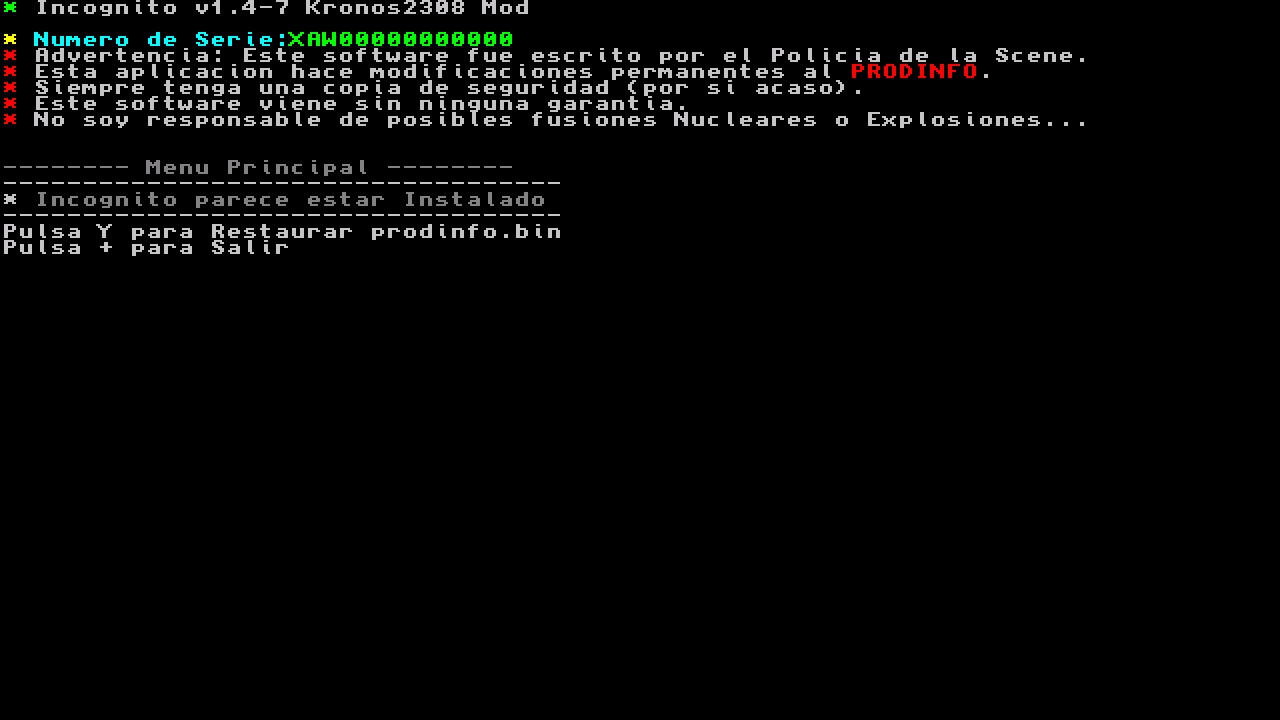 * Incognito v1.4-7 Kronos2308 Mod
* Numero de Serie:XAW00000000000
* Advertencia: Este software fue escrito por el Policia de la Scene.
* Esta aplicacion hace modificaciones permanentes al PRODINFO.
* Siempre tenga una copia de seguridad (por si acaso).
* Este software viene sin ninguna garantia.
* No soy responsable de posibles fusiones Nucleares o Explosiones...
-------- Menu Principal --------
-----------------------------------
* Incognito parece estar Instalado
-----------------------------------
Pulsa Y para Restaurar prodinfo.bin
Pulsa + para Salir